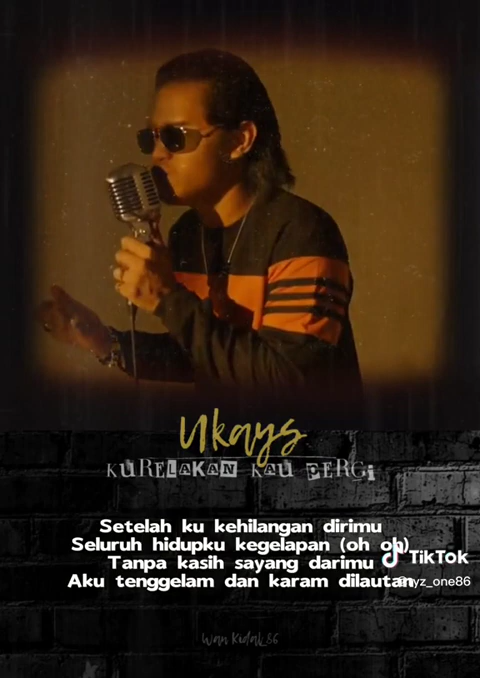 Ukays
KURELAKAN KAU PERGI
Setelah ku kehilangan dirimu
Seluruh hidupku kegelapan (oh oh)
Tanpa kasih sayang darimu
Aku tenggelam dan karam dilautan
TikTok
Wan Kidal_86